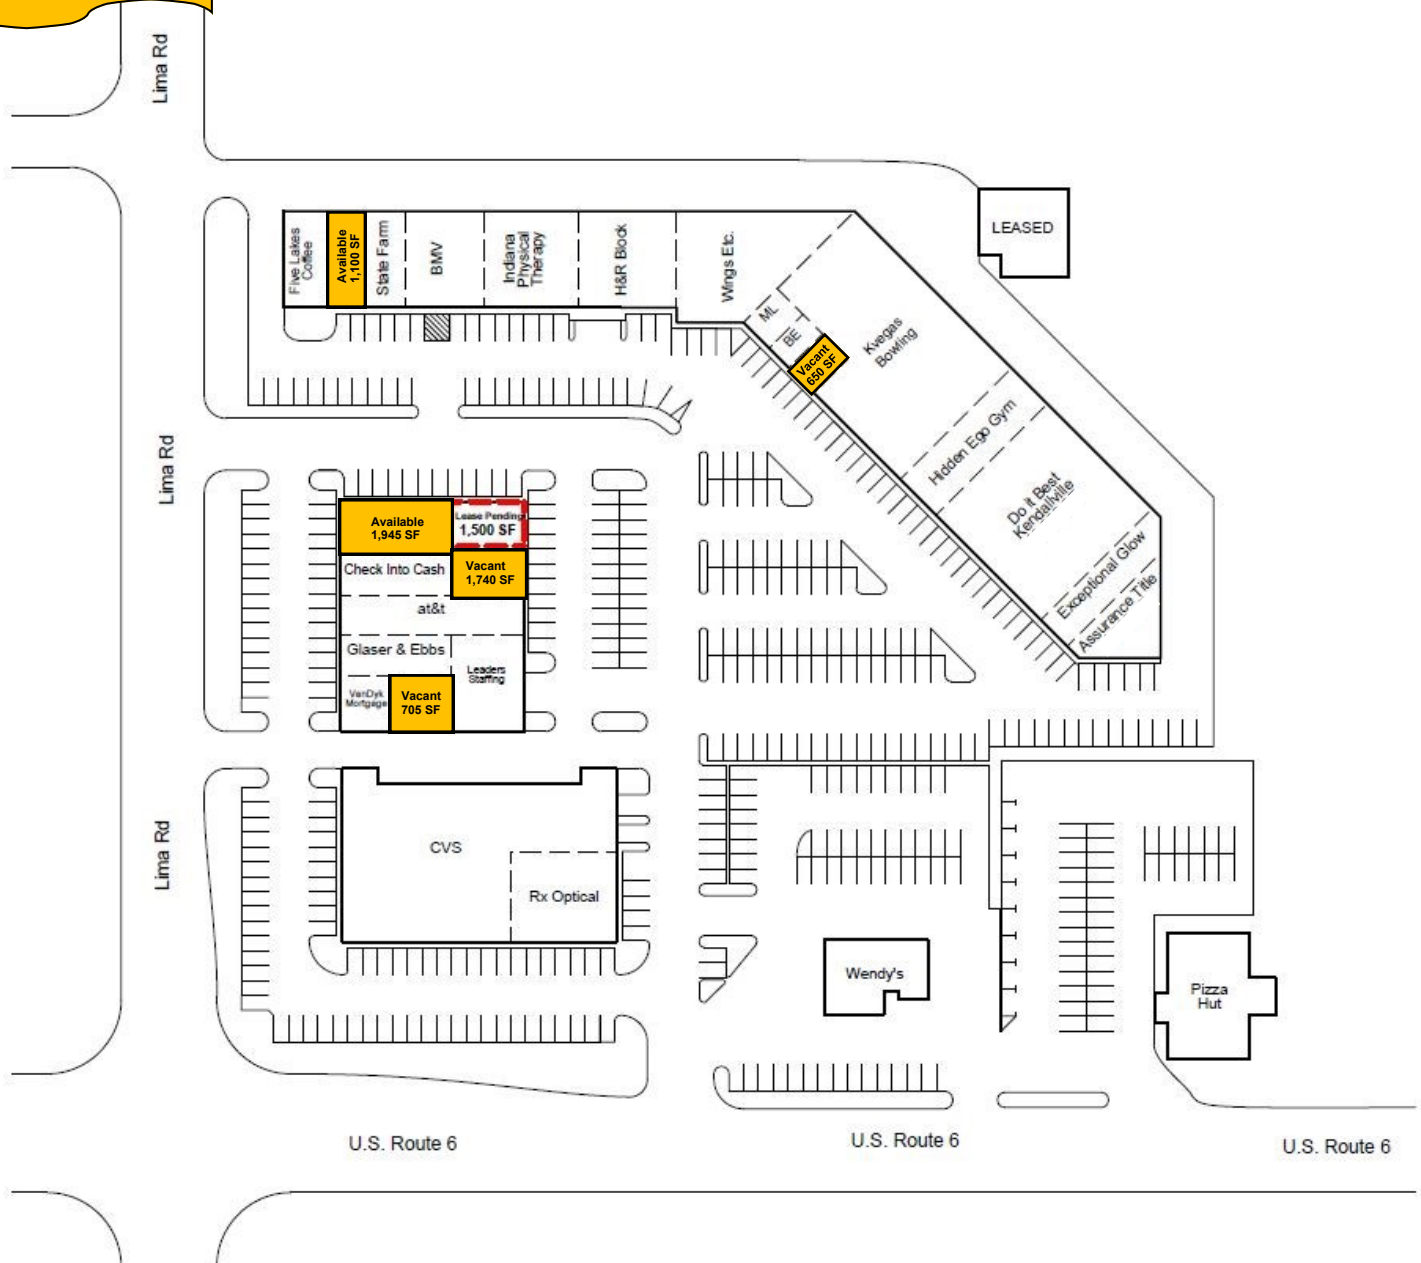 Lima Rd
LEASED
Five Lakes
Coffee
Available
1,100 SF
State Farm
BMV
Indiana
Physical
Therapy
H&R Block
Wings Etc.
ML
BE
Vacant
650 SF
Kvegas
Bowling
Hidden Ego Gym
Do it Best
Kendallville
Exceptional Glow
Assurance Title
Lima Rd
Available
1,945 SF
Lease Pending
1,500 SF
Check Into Cash
Vacant
1,740 SF
at&t
Glaser & Ebbs
Leaders
Staffing
VanDyk
Mortgage
Vacant
705 SF
Lima Rd
CVS
Rx Optical
Wendy's
Pizza
Hut
U.S. Route 6
U.S. Route 6
U.S. Route 6